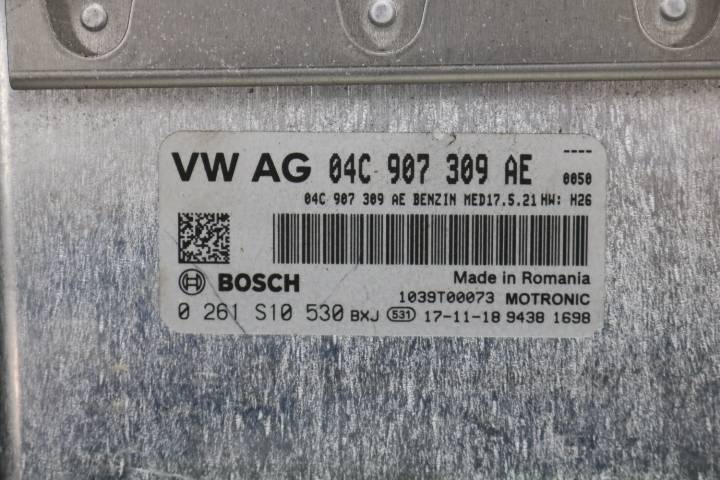 VW AG 04C 907 309 AE ----
0050
04C 907 309 AE BENZIN MED17.5.21 HW: H26
BOSCH Made in Romania
1039T00073 MOTRONIC
0 261 S10 530 BXJ 531 17-11-18 9438 1698